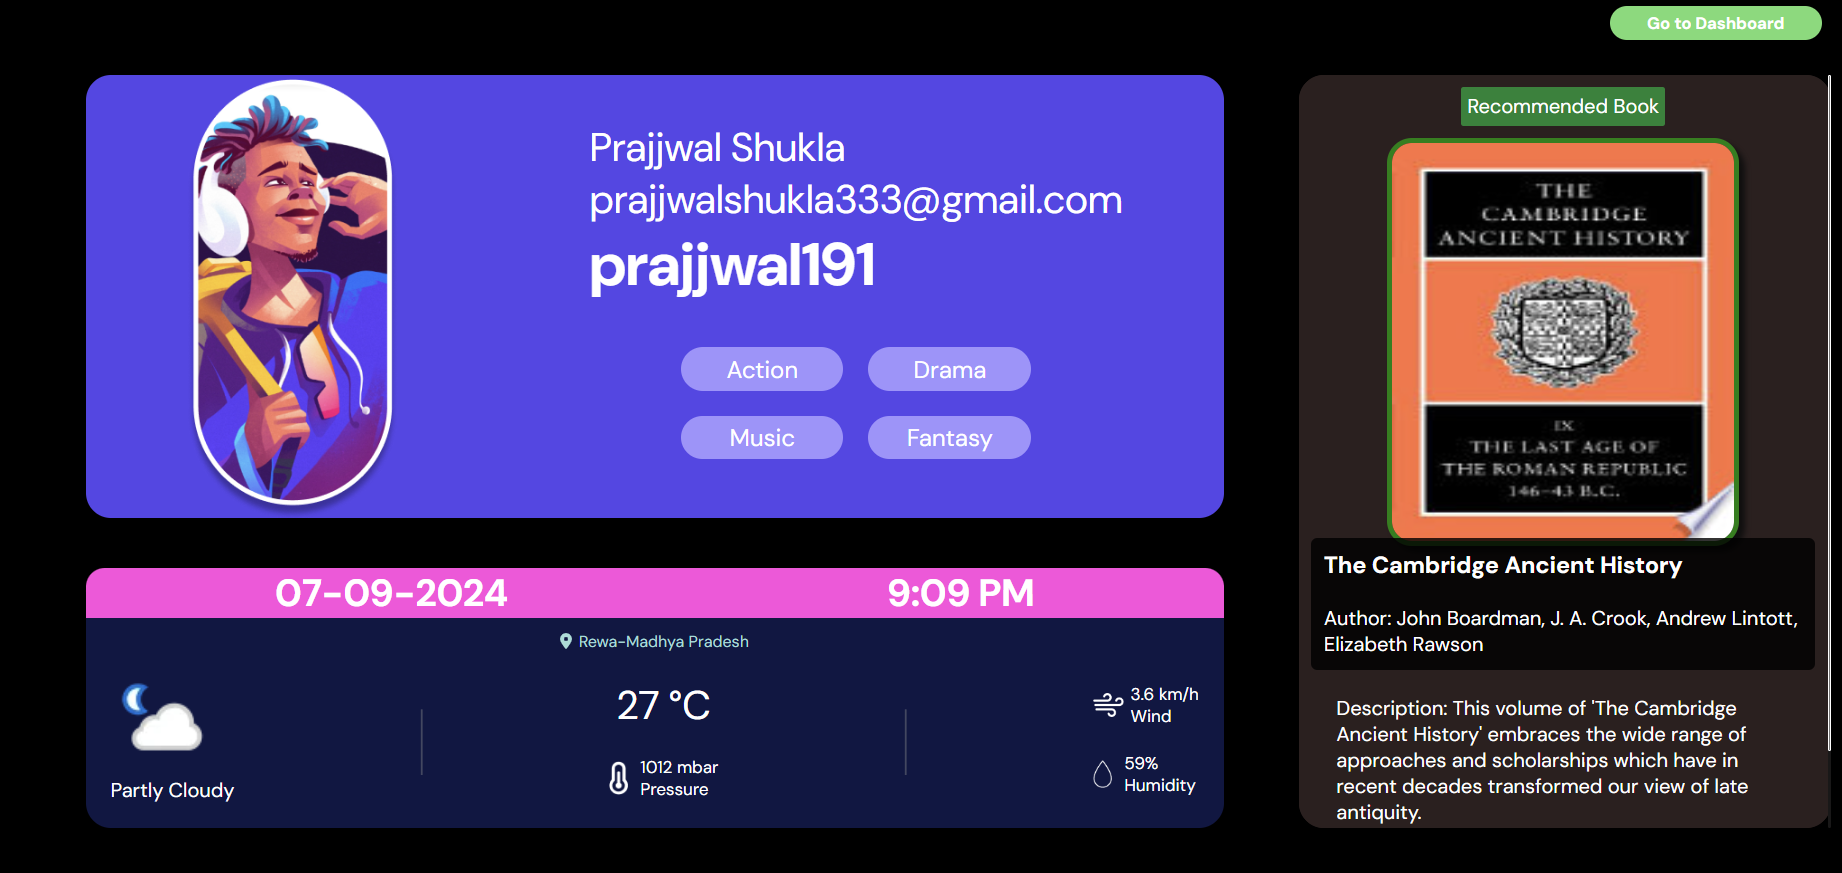 Go to Dashboard
Prajjwal Shukla
prajjwalshukla333@gmail.com
prajjwal191
Action
Drama
Music
Fantasy
07-09-2024
9:09 PM
Rewa-Madhya Pradesh
Partly Cloudy
27 °C
1012 mbar
Pressure
3.6 km/h
Wind
59%
Humidity
Recommended Book
THE
CAMBRIDGE
ANCIENT HISTORY
IX
THE LAST AGE OF
THE ROMAN REPUBLIC
146–43 B.C.
The Cambridge Ancient History
Author: John Boardman, J. A. Crook, Andrew Lintott,
Elizabeth Rawson
Description: This volume of 'The Cambridge
Ancient History' embraces the wide range of
approaches and scholarships which have in
recent decades transformed our view of late
antiquity.